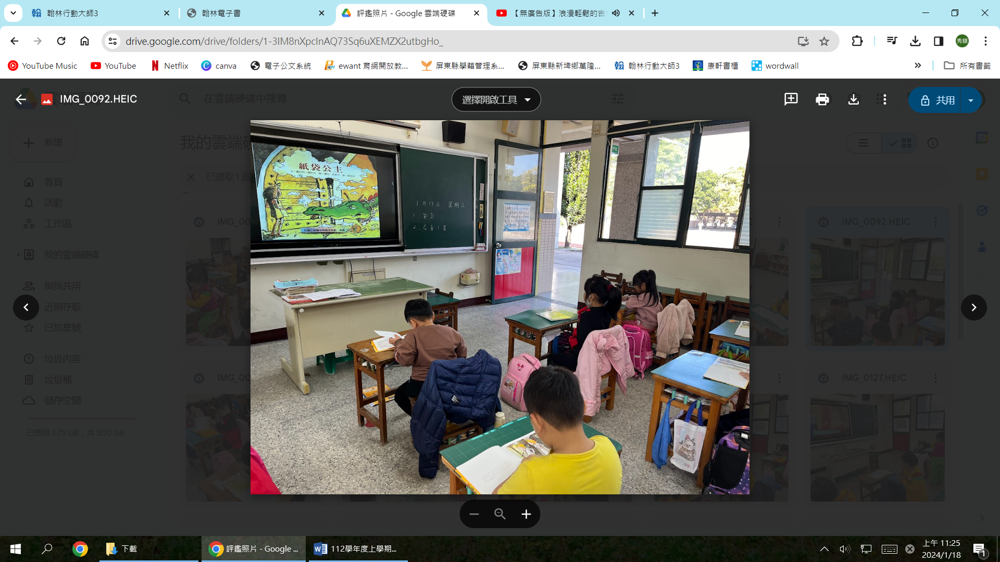 翰林行動大師3
翰林電子書
評鑑照片 - Google 雲端硬碟
【無廣告版】浪漫輕鬆的吉
drive.google.com/drive/folders/1-3IM8nXpcInAQ73Sq6uXEMZX2utbgHo_
秀鎂
YouTube Music
YouTube
Netflix
canva
電子公文系統
ewant 育網開放教...
屏東縣學籍管理系...
屏東縣新埤鄉萬隆...
翰林行動大師3
康軒書櫃
wordwall
所有書籤
IMG_0092.HEIC
在雲端硬碟中搜尋
選擇開啟工具
共用
新增
我的雲端硬
已選取 1 個
首頁
活動
工作區
我的雲端硬碟
與我共用
近期存取
已加星號
垃圾內容
垃圾桶
儲存空間
已使用 3.75 GB，共 500 GB
IMG_00
IMG_0092.HEIC
IMG_00
IMG_0127.HEIC
紙袋公主
1月17日 星期三
1.
2.
下載
評鑑照片 - Google ...
112學年度上學期...
上午 11:25
2024/1/18
1